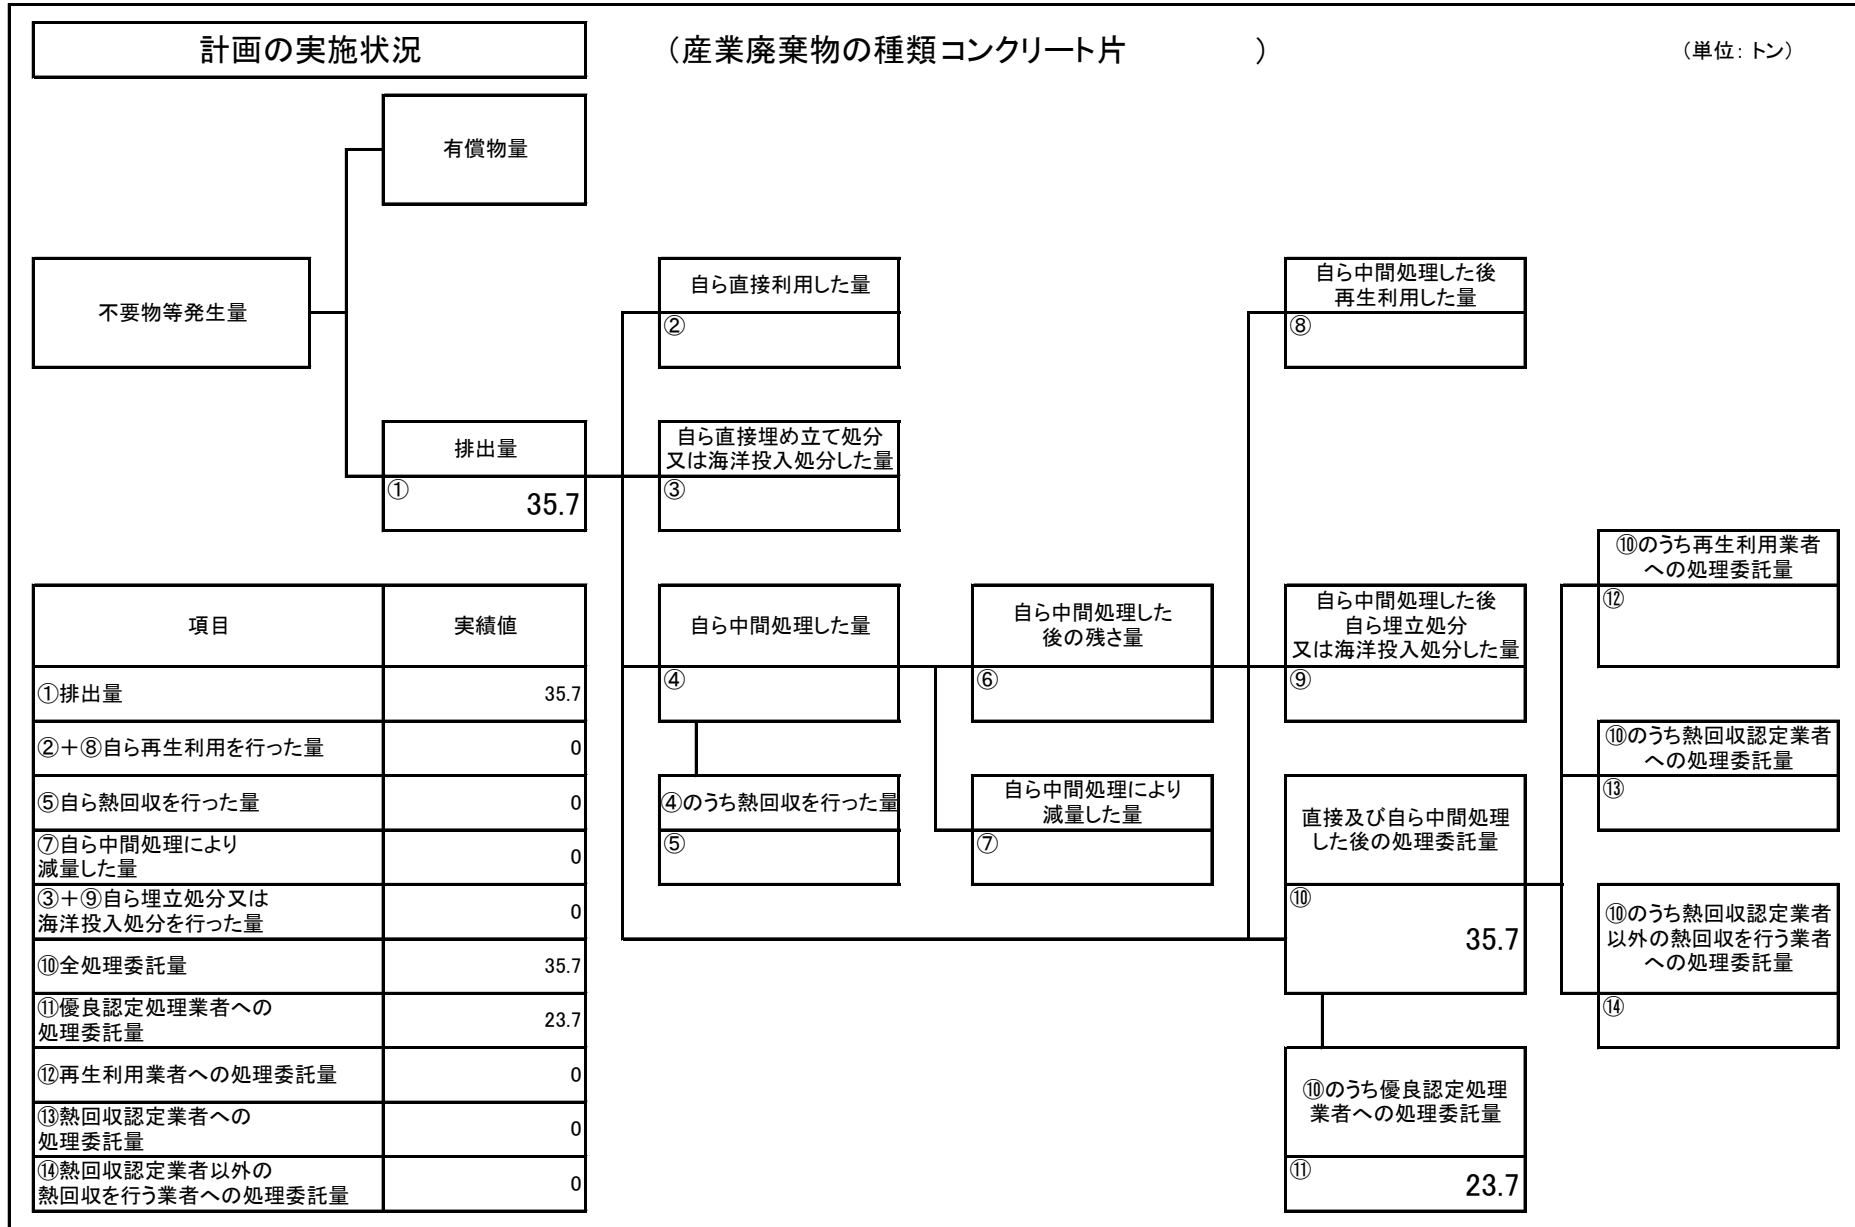 計画の実施状況
（産業廃棄物の種類コンクリート片　　　　）
（単位：トン）
有償物量
不要物等発生量
自ら直接利用した量
②
自ら中間処理した後
再生利用した量
⑧
排出量
①
35.7
自ら直接埋め立て処分
又は海洋投入処分した量
③
⑩のうち再生利用業者
への処理委託量
⑫
自ら中間処理した量
④
自ら中間処理した
後の残さ量
⑥
自ら中間処理した後
自ら埋立処分
又は海洋投入処分した量
⑨
⑩のうち熱回収認定業者
への処理委託量
⑬
④のうち熱回収を行った量
⑤
自ら中間処理により
減量した量
⑦
直接及び自ら中間処理
した後の処理委託量
⑩
35.7
⑩のうち熱回収認定業者
以外の熱回収を行う業者
への処理委託量
⑭
⑩のうち優良認定処理
業者への処理委託量
⑪
23.7
項目 実績値
①排出量 35.7
②＋⑧自ら再生利用を行った量 0
⑤自ら熱回収を行った量 0
⑦自ら中間処理により
減量した量 0
③＋⑨自ら埋立処分又は
海洋投入処分を行った量 0
⑩全処理委託量 35.7
⑪優良認定処理業者への
処理委託量 23.7
⑫再生利用業者への処理委託量 0
⑬熱回収認定業者への
処理委託量 0
⑭熱回収認定業者以外の
熱回収を行う業者への処理委託量 0